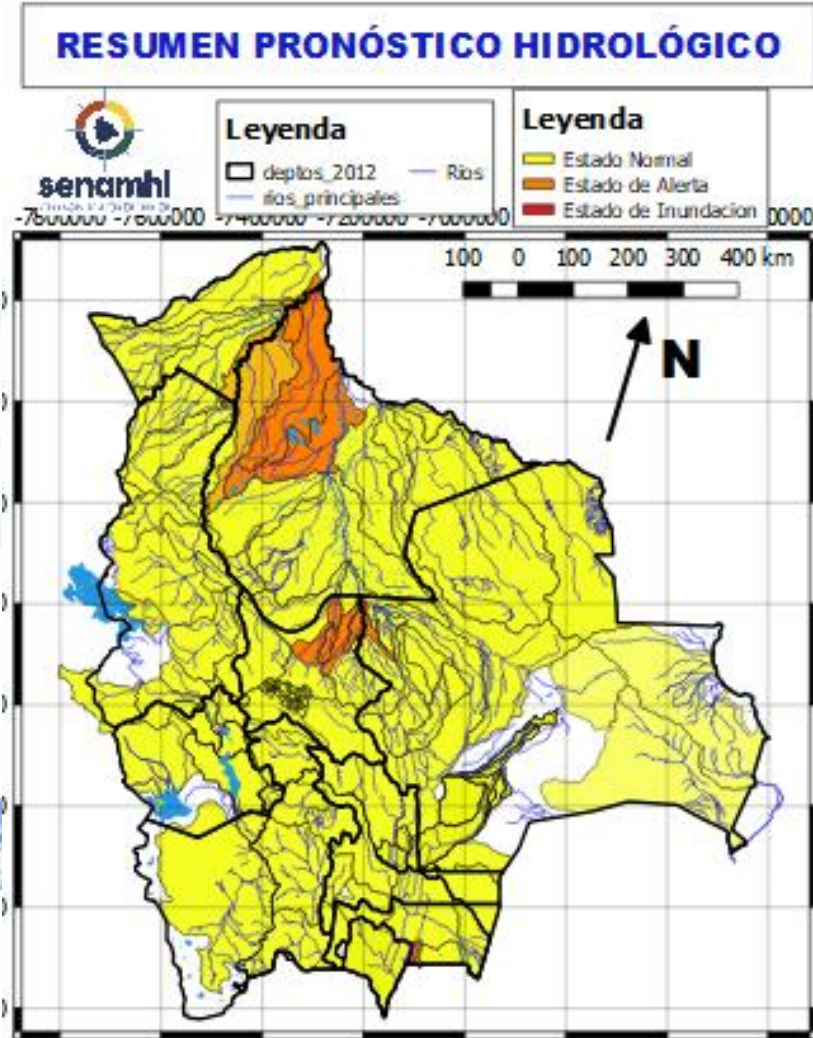 RESUMEN PRONÓSTICO HIDROLÓGICO
senamhi
Leyenda
deptos_2012
Rios
rios_principales
Leyenda
Estado Normal
Estado de Alerta
Estado de Inundacion
-7600000 -7400000 -7200000
100 0 100 200 300 400 km
N